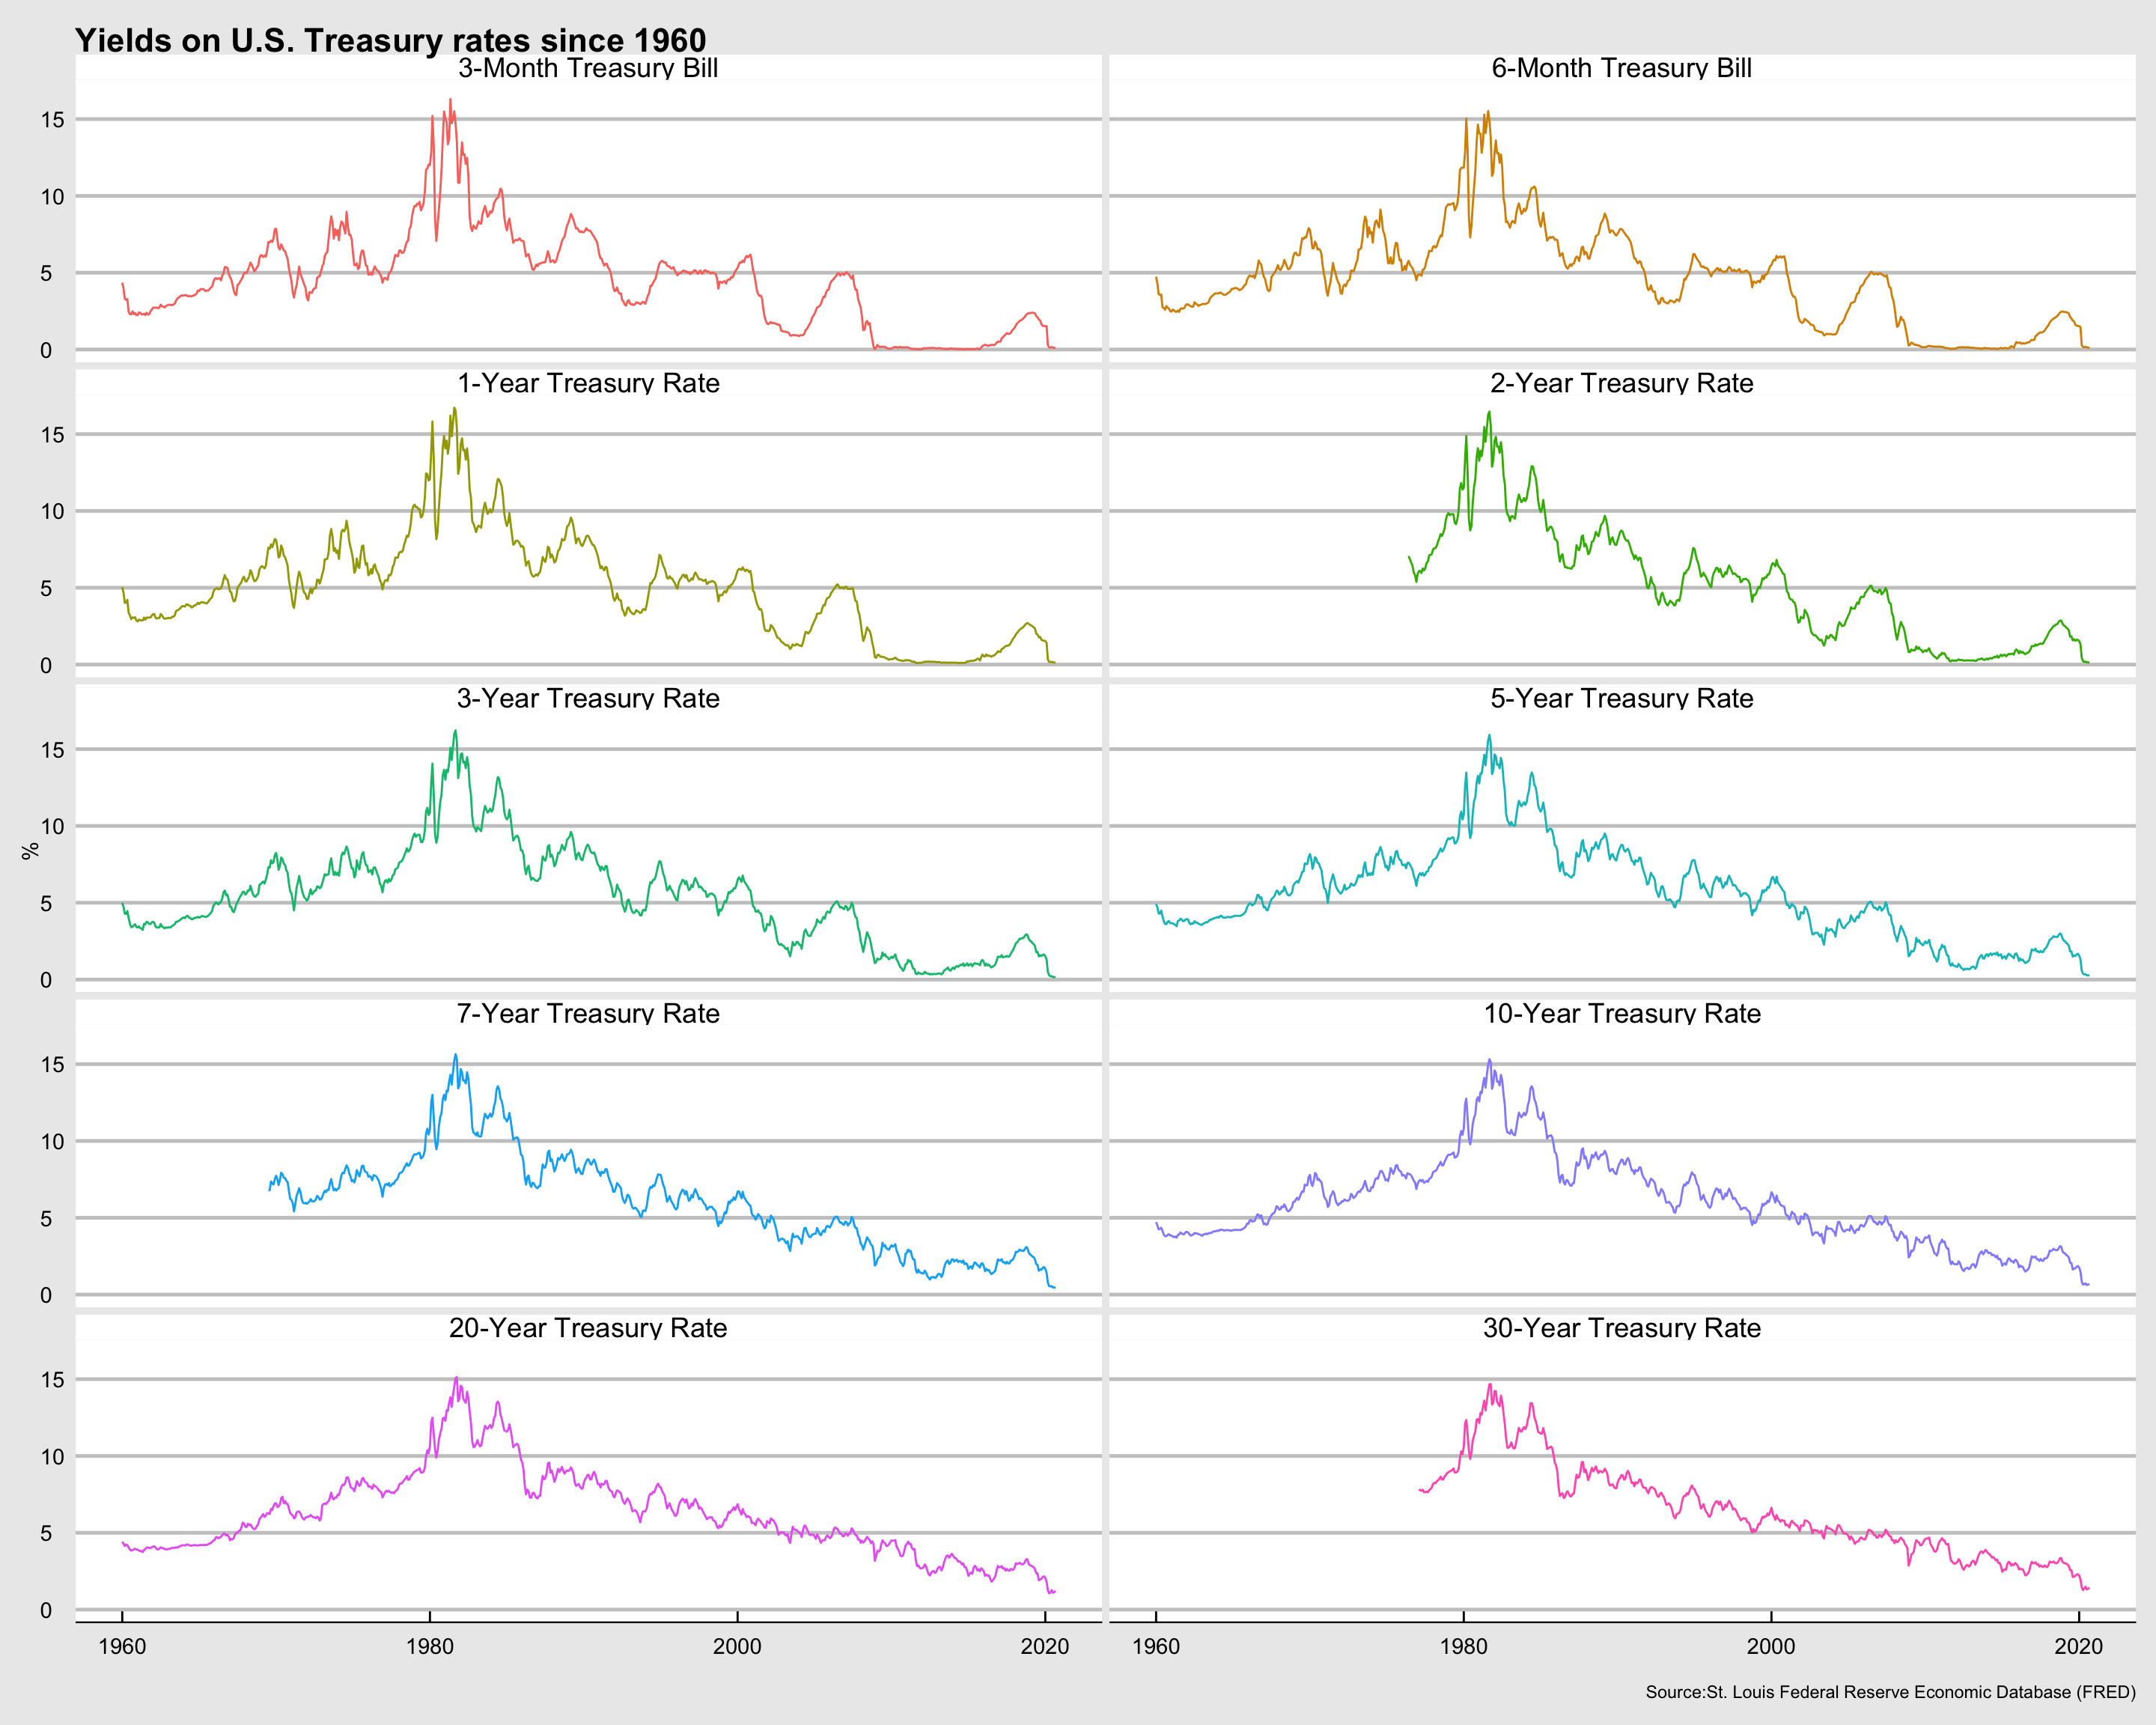 Yields on U.S. Treasury rates since 1960
3-Month Treasury Bill
6-Month Treasury Bill
15
10
5
0
1-Year Treasury Rate
2-Year Treasury Rate
15
10
5
0
3-Year Treasury Rate
5-Year Treasury Rate
15
10
5
0
%
7-Year Treasury Rate
10-Year Treasury Rate
15
10
5
0
20-Year Treasury Rate
30-Year Treasury Rate
15
10
5
0
1960 1980 2000 2020 1960 1980 2000 2020
Source:St. Louis Federal Reserve Economic Database (FRED)